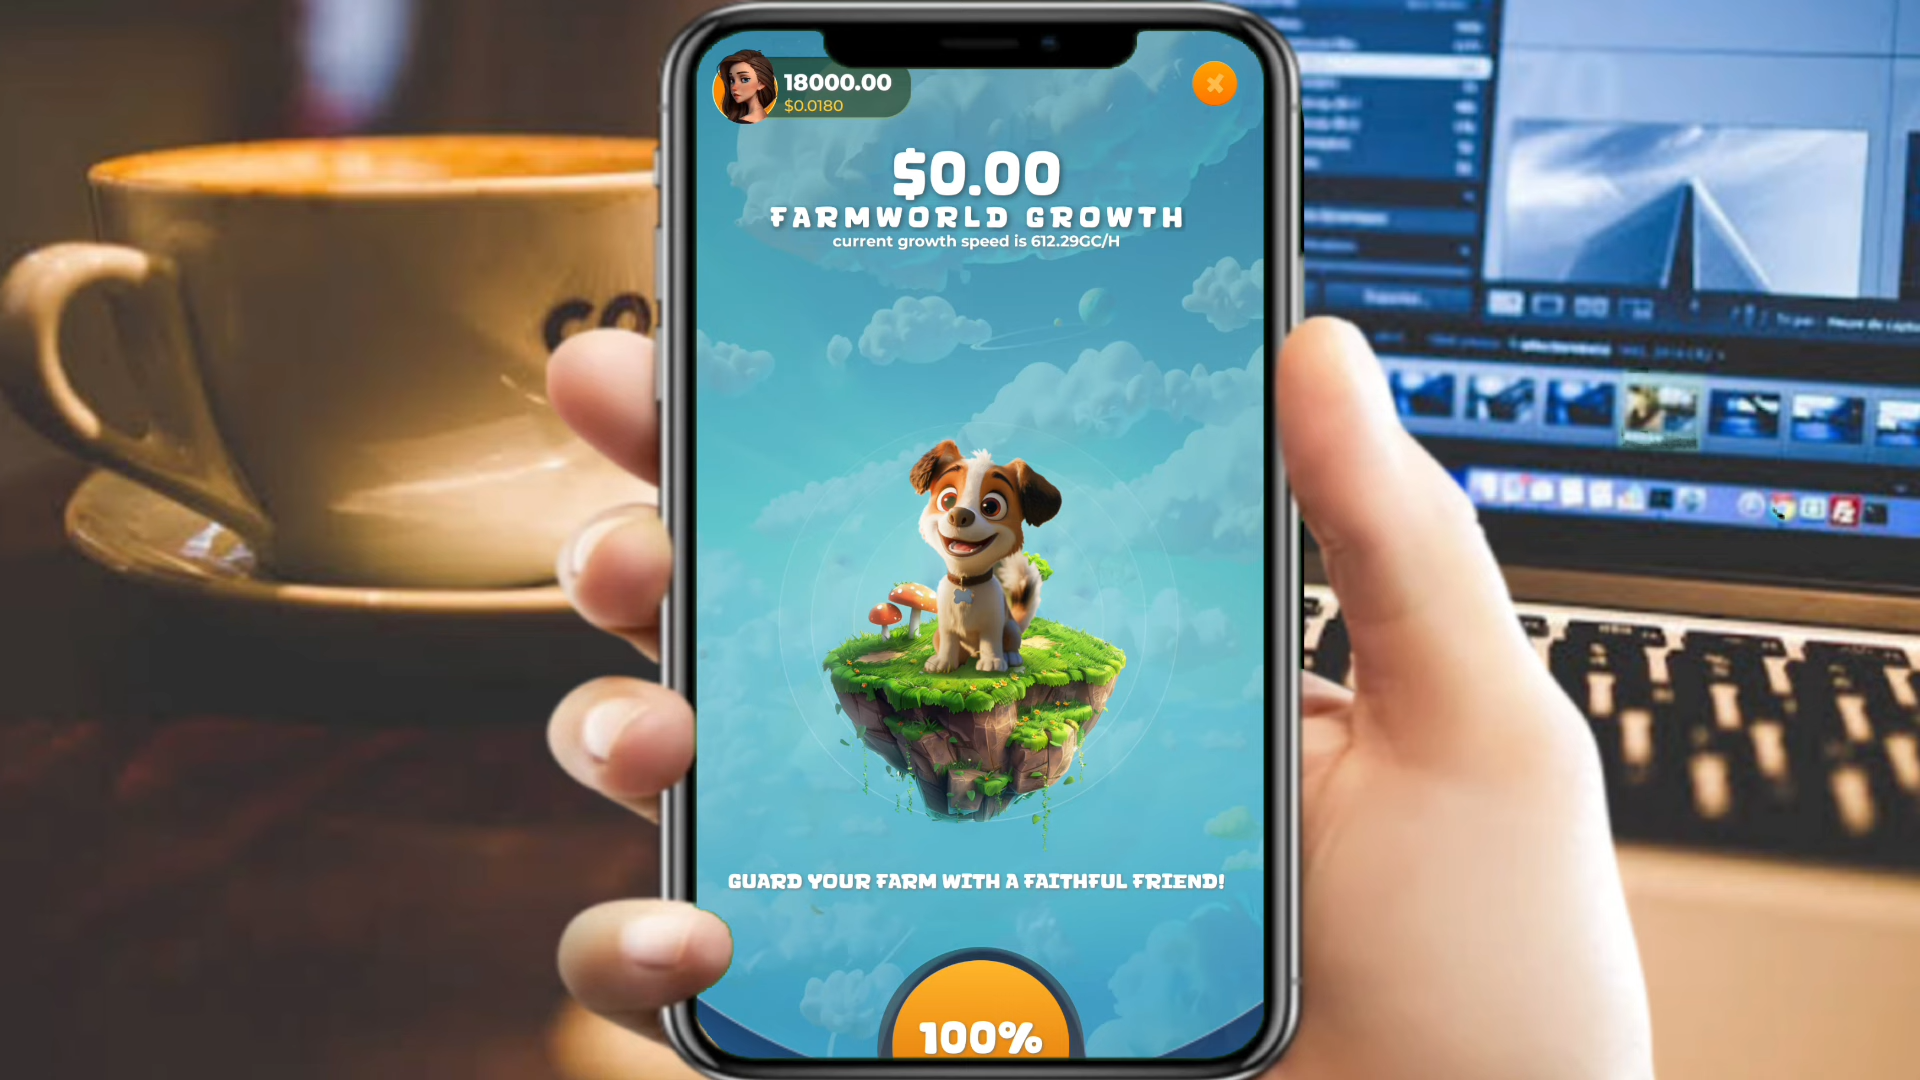 18000.00
$0.0180
$0.00
FARMWORLD GROWTH
current growth speed is 612.29GC/H
CO
GUARD YOUR FARM WITH A FAITHFUL FRIEND!
100%